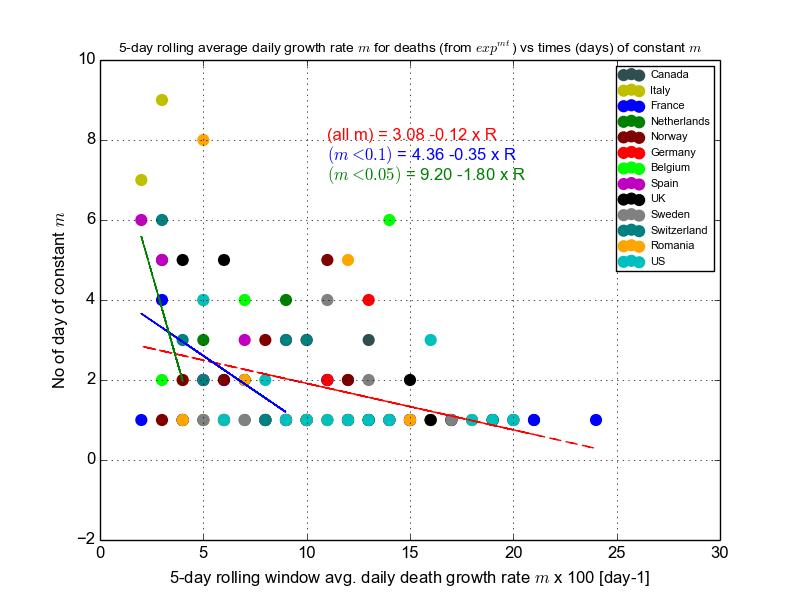 5-day rolling average daily growth rate m for deaths (from exp^{mt}) vs times (days) of constant m
10
8
6
4
2
0
−2
No of day of constant m
(all m) = 3.08 -0.12 x R
(m <0.1) = 4.36 -0.35 x R
(m <0.05) = 9.20 -1.80 x R
Canada
Italy
France
Netherlands
Norway
Germany
Belgium
Spain
UK
Sweden
Switzerland
Romania
US
0 5 10 15 20 25 30
5-day rolling window avg. daily death growth rate m x 100 [day-1]